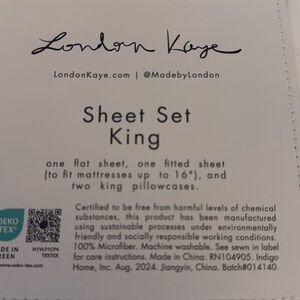 London Kaye
LondonKaye.com | @MadebyLondon
Sheet Set
King
one flat sheet, one fitted sheet
(to fit mattresses up to 16"), and
two king pillowcases.
Certified to be free from harmful levels of chemical
substances, this product has been manufactured
using sustainable processes under environmentally
friendly and socially responsible working conditions.
100% Microfiber. Machine washable. See sewn in label
for care instructions. Made in China. RN104905. Indigo
Home, Inc. Aug. 2024. Jiangyin, China. Batch#014140.
OEKO
TEX®
MADE IN
GREEN
TESTEX
www.oeko-tex.com